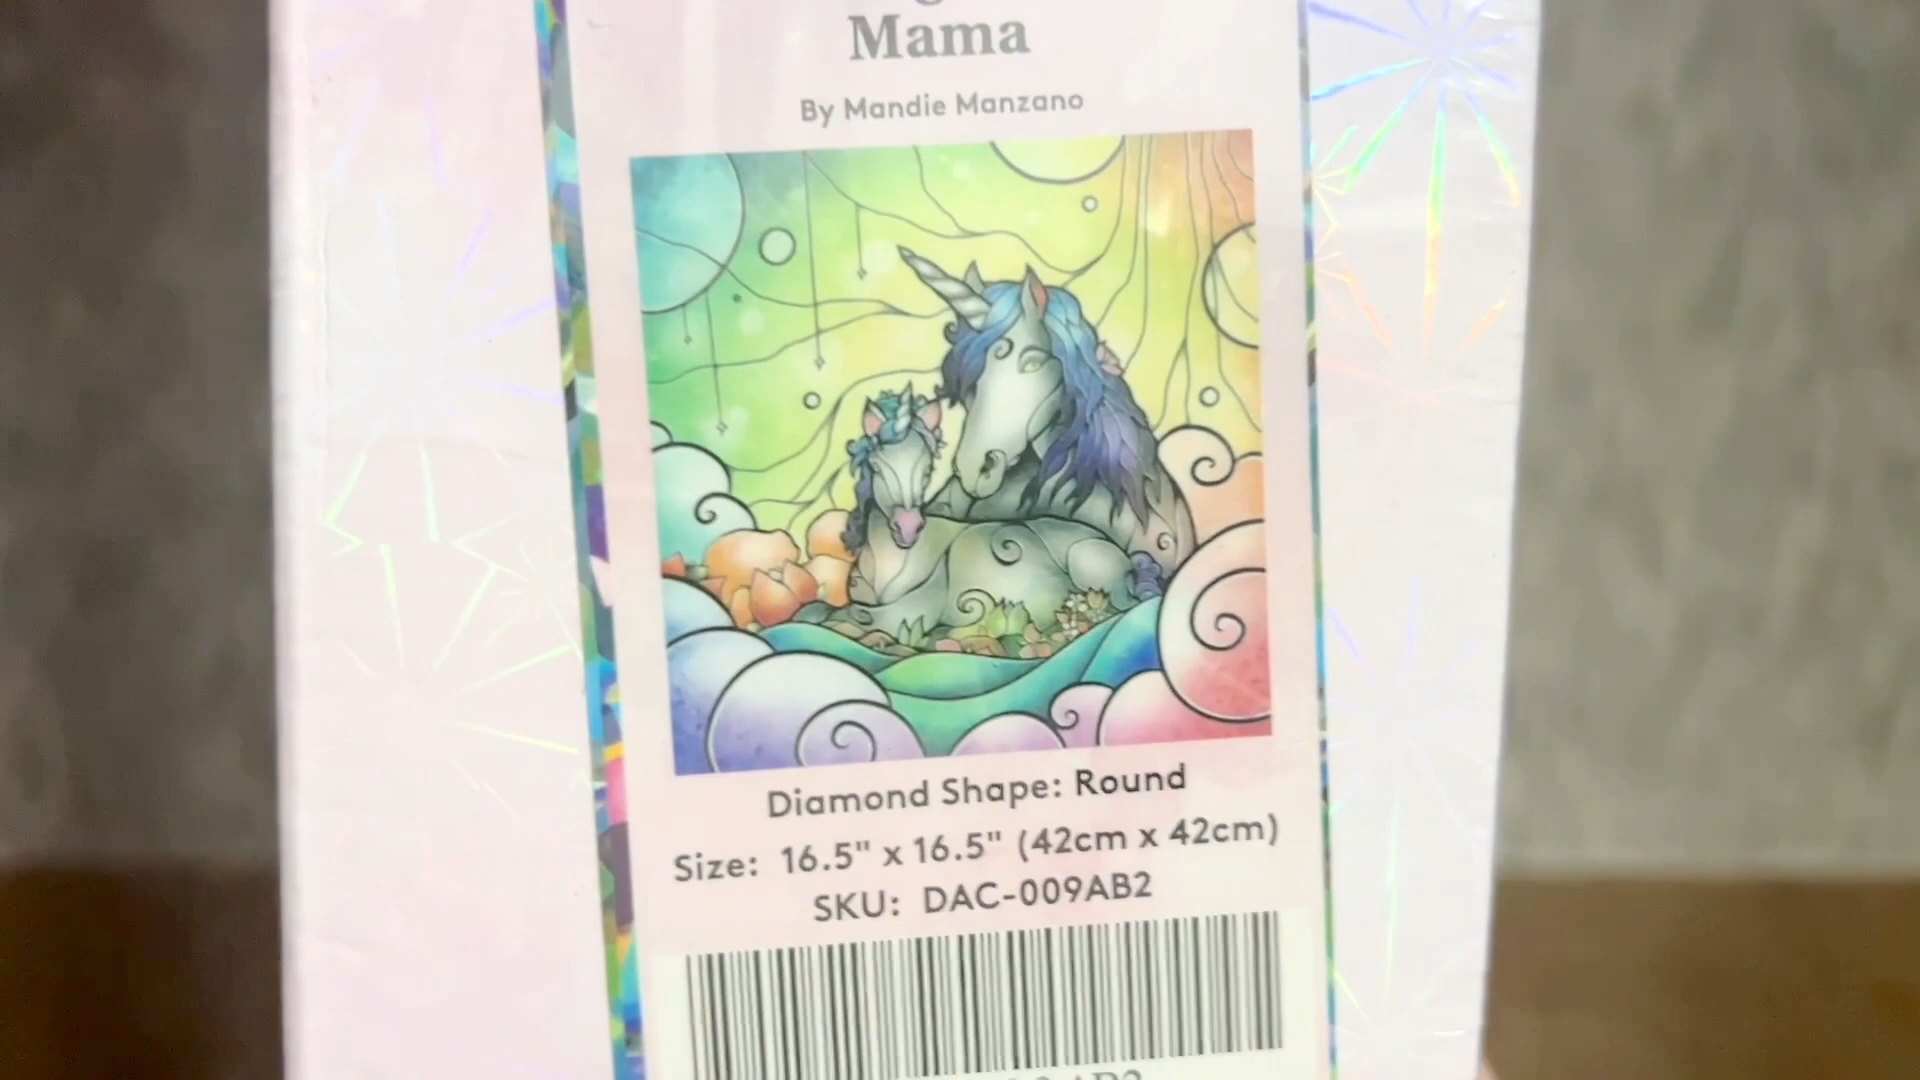 Mama
By Mandie Manzano
Diamond Shape: Round
Size: 16.5" x 16.5" (42cm x 42cm)
SKU: DAC-009AB2